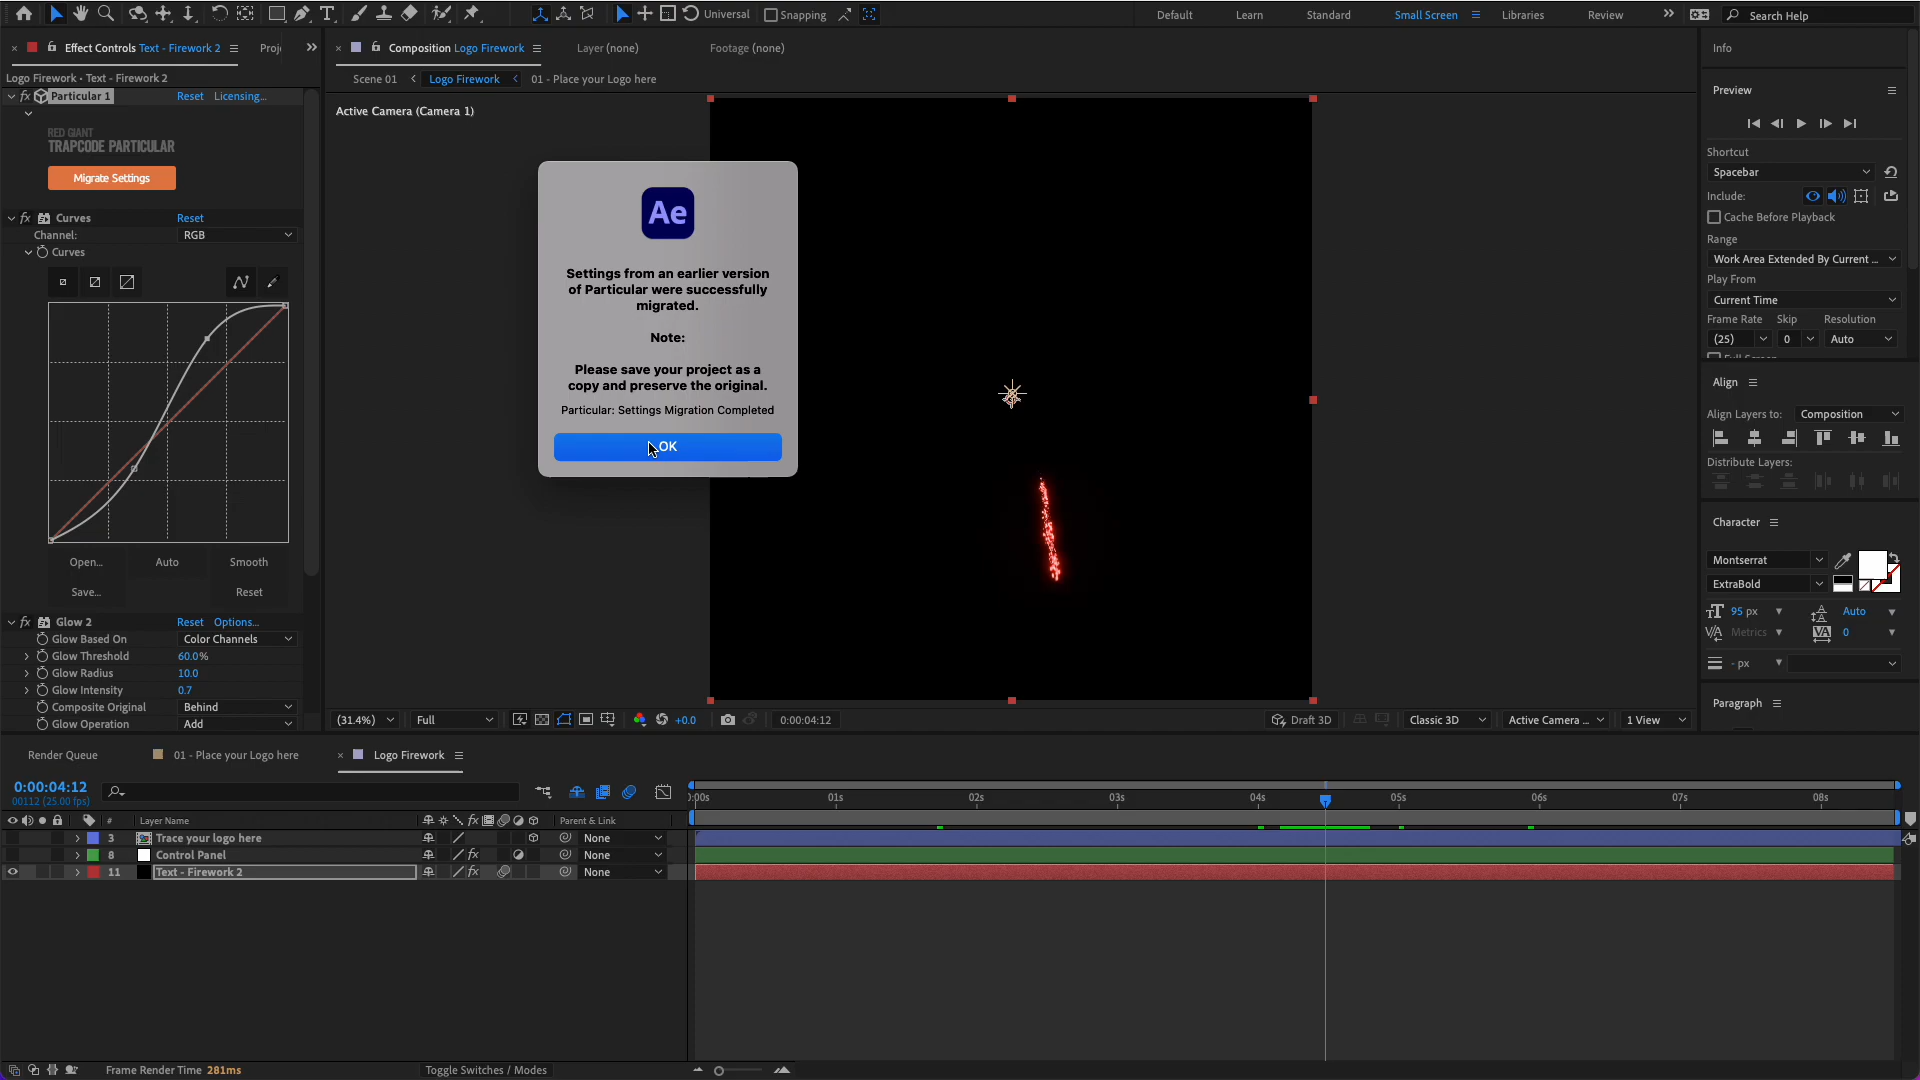 Universal
Snapping
Default
Learn
Standard
Small Screen
Libraries
Review
Search Help
Effect Controls Text - Firework 2
Proj
Composition Logo Firework
Layer (none)
Footage (none)
Info
Logo Firework • Text - Firework 2
Scene 01
Logo Firework
01 - Place your Logo here
fx Particular 1
Reset
Licensing...
Active Camera (Camera 1)
Preview
RED GIANT
TRAPCODE PARTICULAR
Migrate Settings
Shortcut
Spacebar
Include:
Cache Before Playback
Range
Work Area Extended By Current ...
Play From
Current Time
Frame Rate
Skip
Resolution
(25)
0
Auto
Full Screen
fx Curves
Reset
Channel:
RGB
Curves
Ae
Settings from an earlier version
of Particular were successfully
migrated.
Note:
Please save your project as a
copy and preserve the original.
Particular: Settings Migration Completed
OK
Align
Align Layers to:
Composition
Distribute Layers:
Character
Montserrat
ExtraBold
95 px
Auto
Metrics
0
- px
Paragraph
Open...
Auto
Smooth
Save...
Reset
fx Glow 2
Reset
Options...
Glow Based On
Color Channels
Glow Threshold
60.0%
Glow Radius
10.0
Glow Intensity
0.7
Composite Original
Behind
Glow Operation
Add
(31.4%)
Full
+0.0
0:00:04:12
Draft 3D
Classic 3D
Active Camera ...
1 View
Render Queue
01 - Place your Logo here
Logo Firework
0:00:04:12
00112 (25.00 fps)
:00s
01s
02s
03s
04s
05s
06s
07s
08s
#
Layer Name
fx
Parent & Link
3
Trace your logo here
None
8
Control Panel
fx
None
11
Text - Firework 2
fx
None
Frame Render Time 281ms
Toggle Switches / Modes